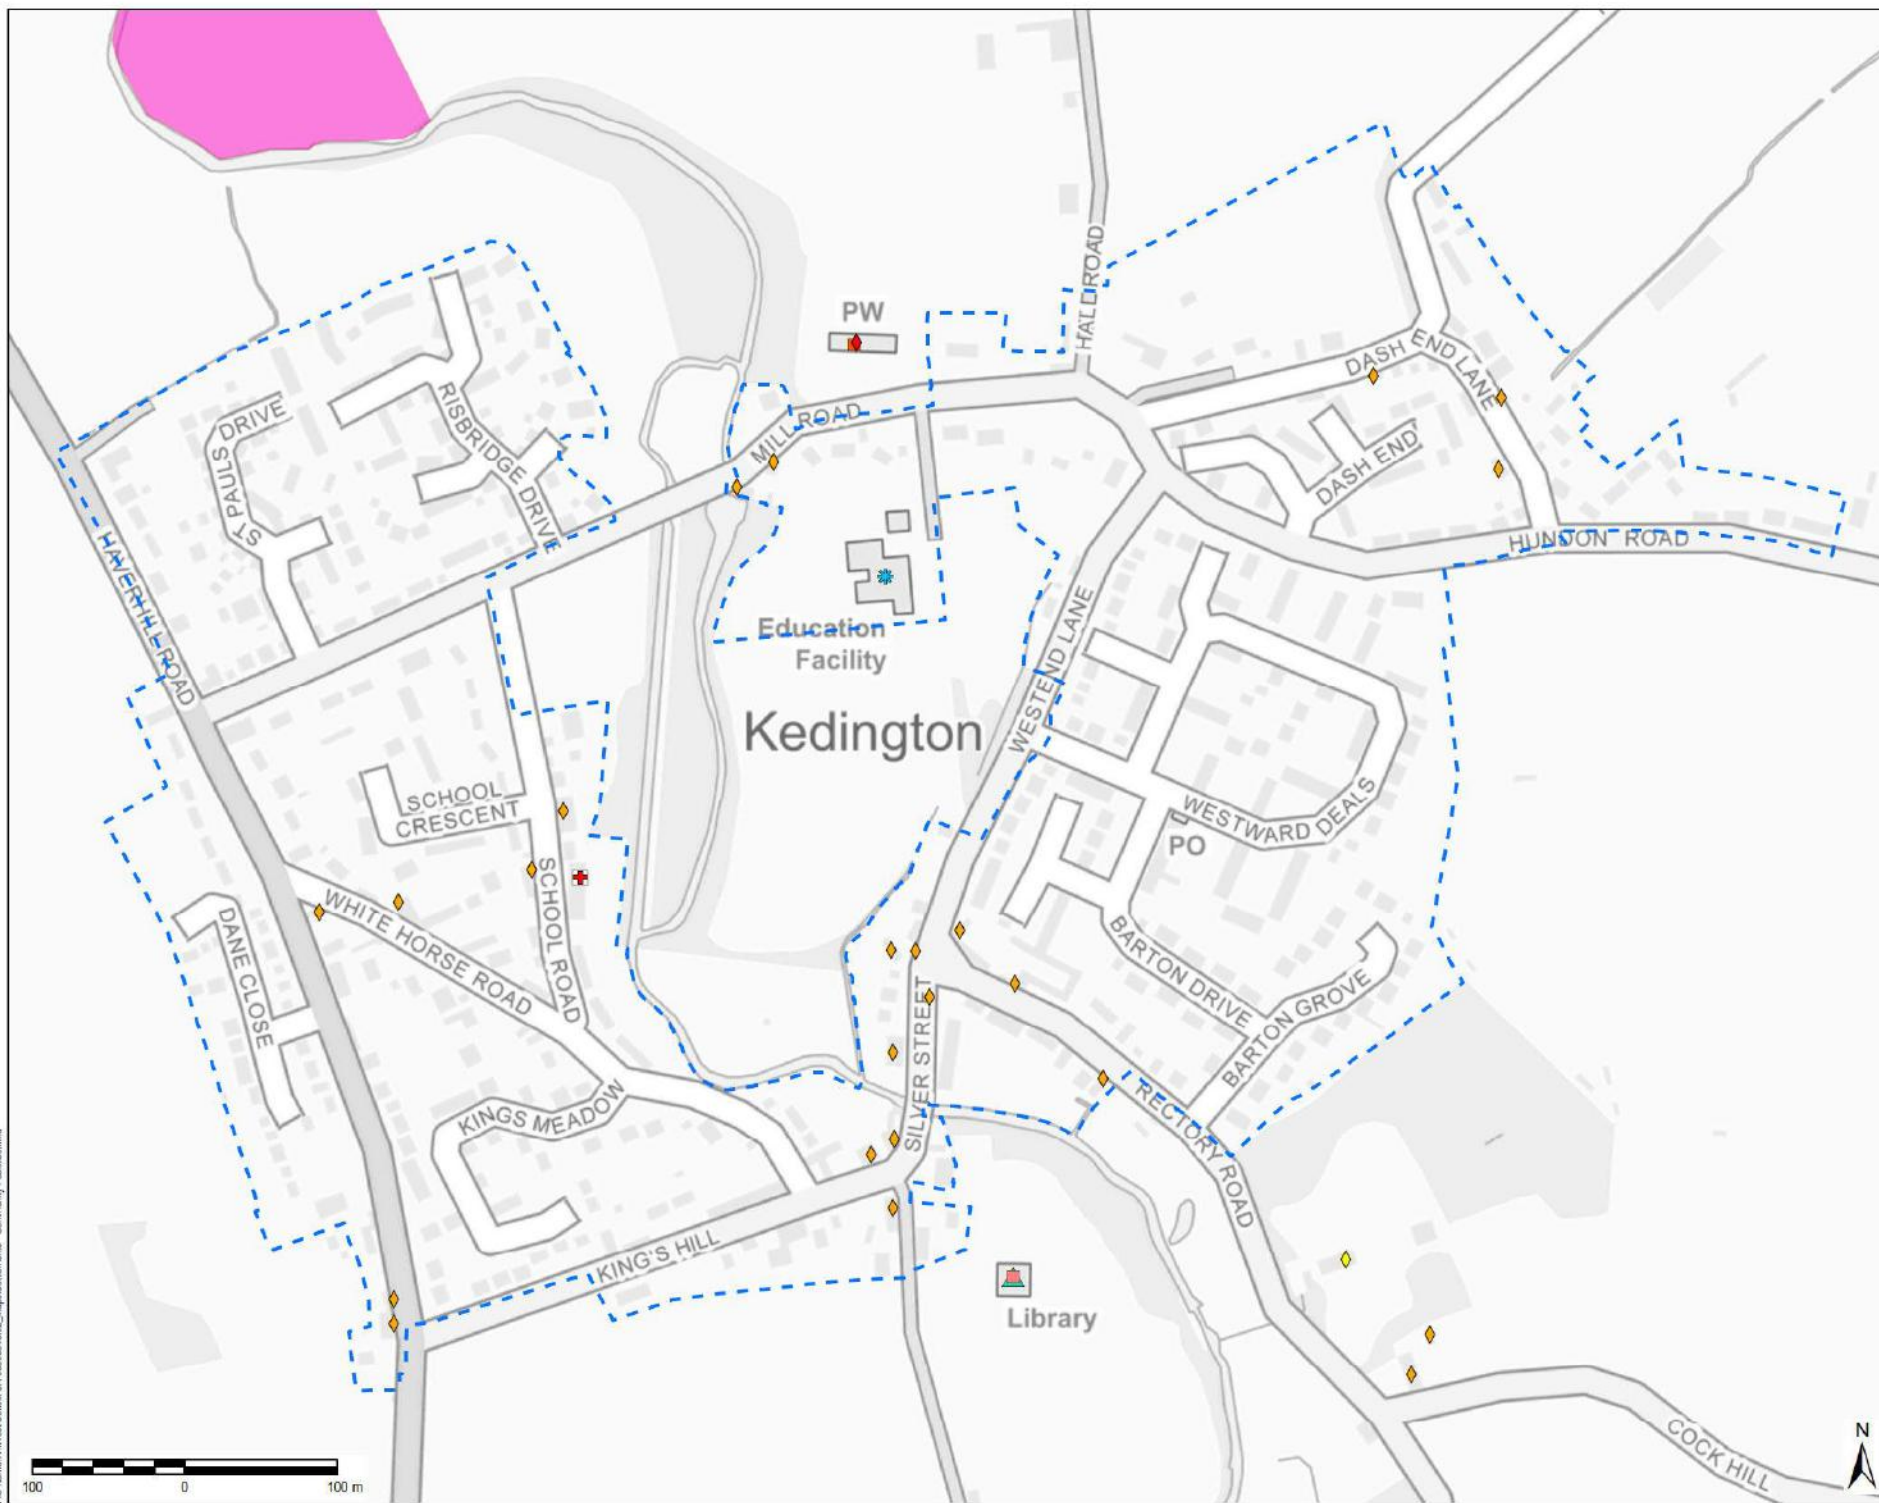 PW
HALL ROAD
DASH END LANE
MILL ROAD
ST PAULS DRIVE
RISBRIDGE DRIVE
DASH END
HUNDON ROAD
HAVERHILL ROAD
Education
Facility
WESTEND LANE
Kedington
SCHOOL
CRESCENT
WESTWARD DEALS
PO
SCHOOL ROAD
WHITE HORSE ROAD
DANE CLOSE
BARTON DRIVE
BARTON GROVE
SILVER STREET
KINGS MEADOW
RECTORY ROAD
KING'S HILL
Library
COCK HILL
N
100 0 100 m